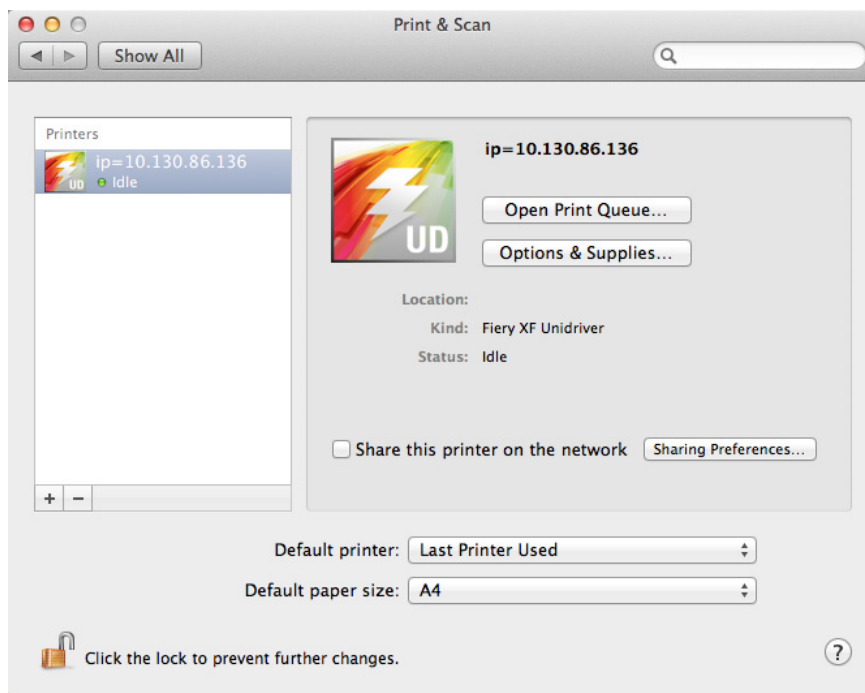 Print & Scan
Show All
Printers
ip=10.130.86.136
UD
Idle
ip=10.130.86.136
UD
Open Print Queue...
Options & Supplies...
Location:
Kind: Fiery XF Unidriver
Status: Idle
Share this printer on the network
Sharing Preferences...
+ −
Default printer: Last Printer Used
Default paper size: A4
Click the lock to prevent further changes.
?